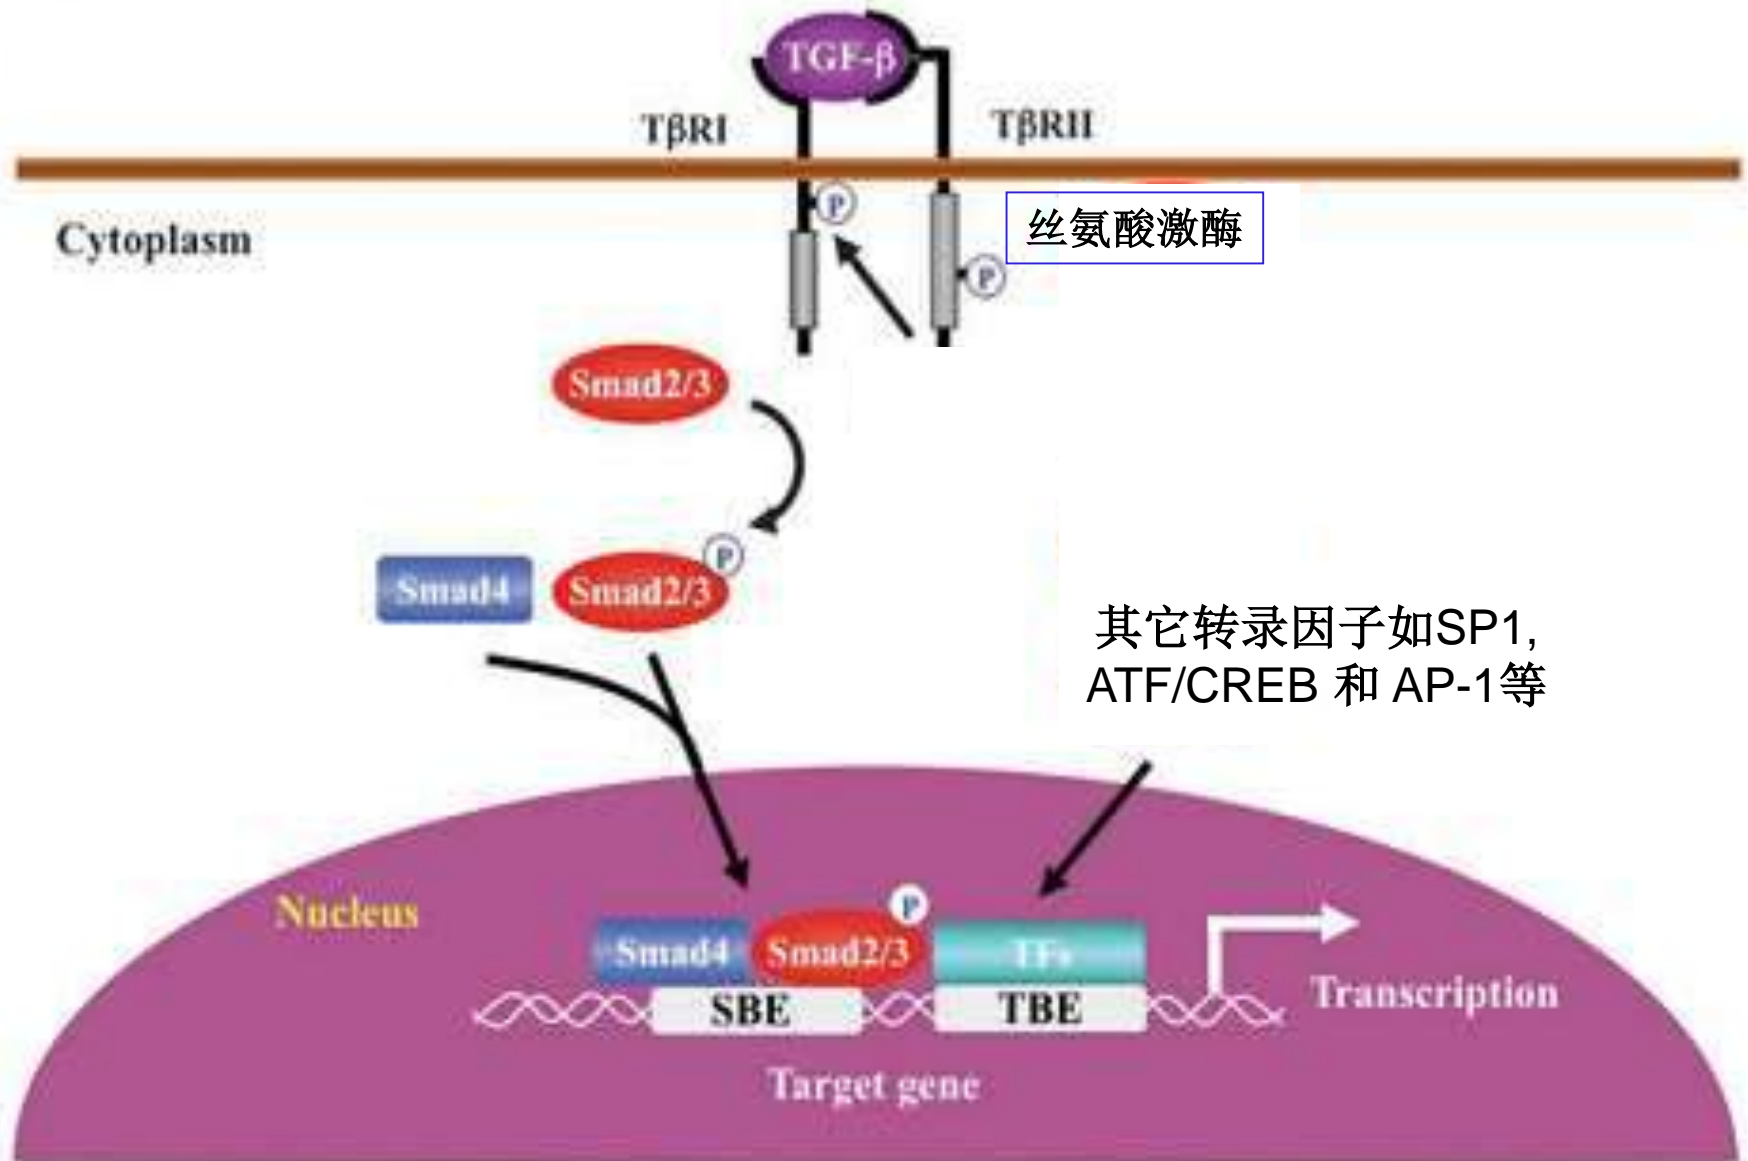 TGF-β
TβRI
TβRII
P
丝氨酸激酶
Cytoplasm
P
Smad2/3
P
Smad4
Smad2/3
其它转录因子如SP1,
ATF/CREB 和 AP-1等
Nucleus
P
Smad4
Smad2/3
TFs
SBE
TBE
Transcription
Target gene